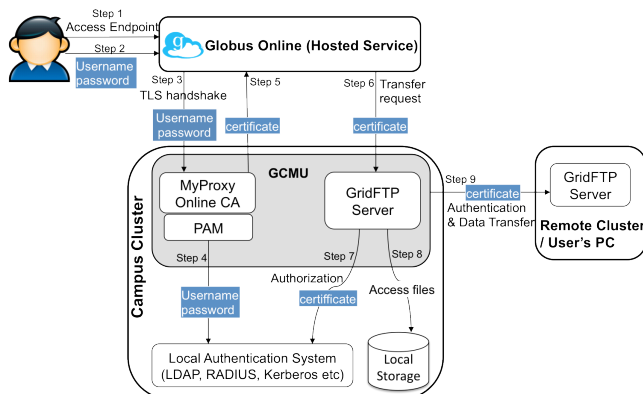 Step 1
Access Endpoint
Step 2
Username
password
g
Globus Online (Hosted Service)
Step 3
TLS handshake
Username
password
Step 5
certificate
Step 6
Transfer
request
certificate
Campus Cluster
GCMU
MyProxy
Online CA
PAM
GridFTP
Server
Step 4
Username
password
Step 7
Authorization
certifficate
Step 8
Access files
Local Authentication System
(LDAP, RADIUS, Kerberos etc)
Local
Storage
Step 9
certificate
Authentication
& Data Transfer
GridFTP
Server
Remote Cluster
/ User's PC